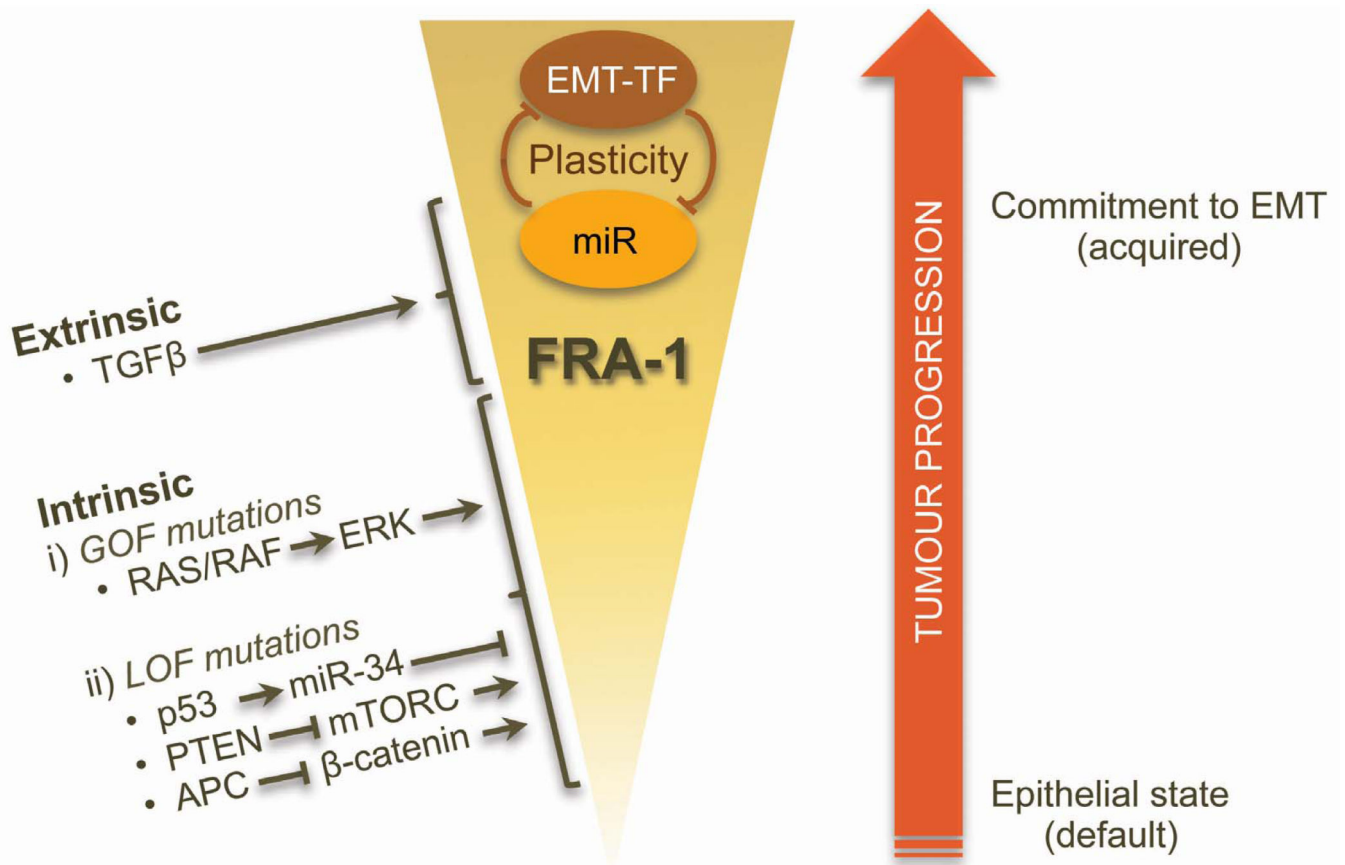 EMT-TF
Plasticity
miR
FRA-1
Extrinsic
• TGFβ
Intrinsic
i) GOF mutations
• RAS/RAF ERK
ii) LOF mutations
• p53 miR-34
• PTEN mTORC
• APC β-catenin
TUMOUR PROGRESSION
Commitment to EMT
(acquired)
Epithelial state
(default)